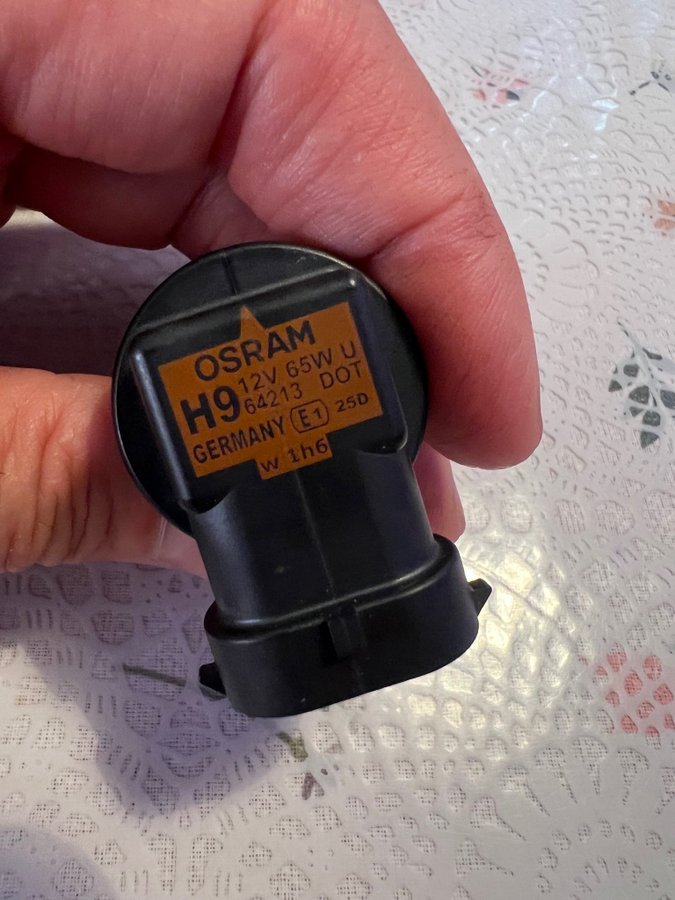 OSRAM
H9 12V 65W U
64213 DOT
GERMANY E1 25D
w 1h6